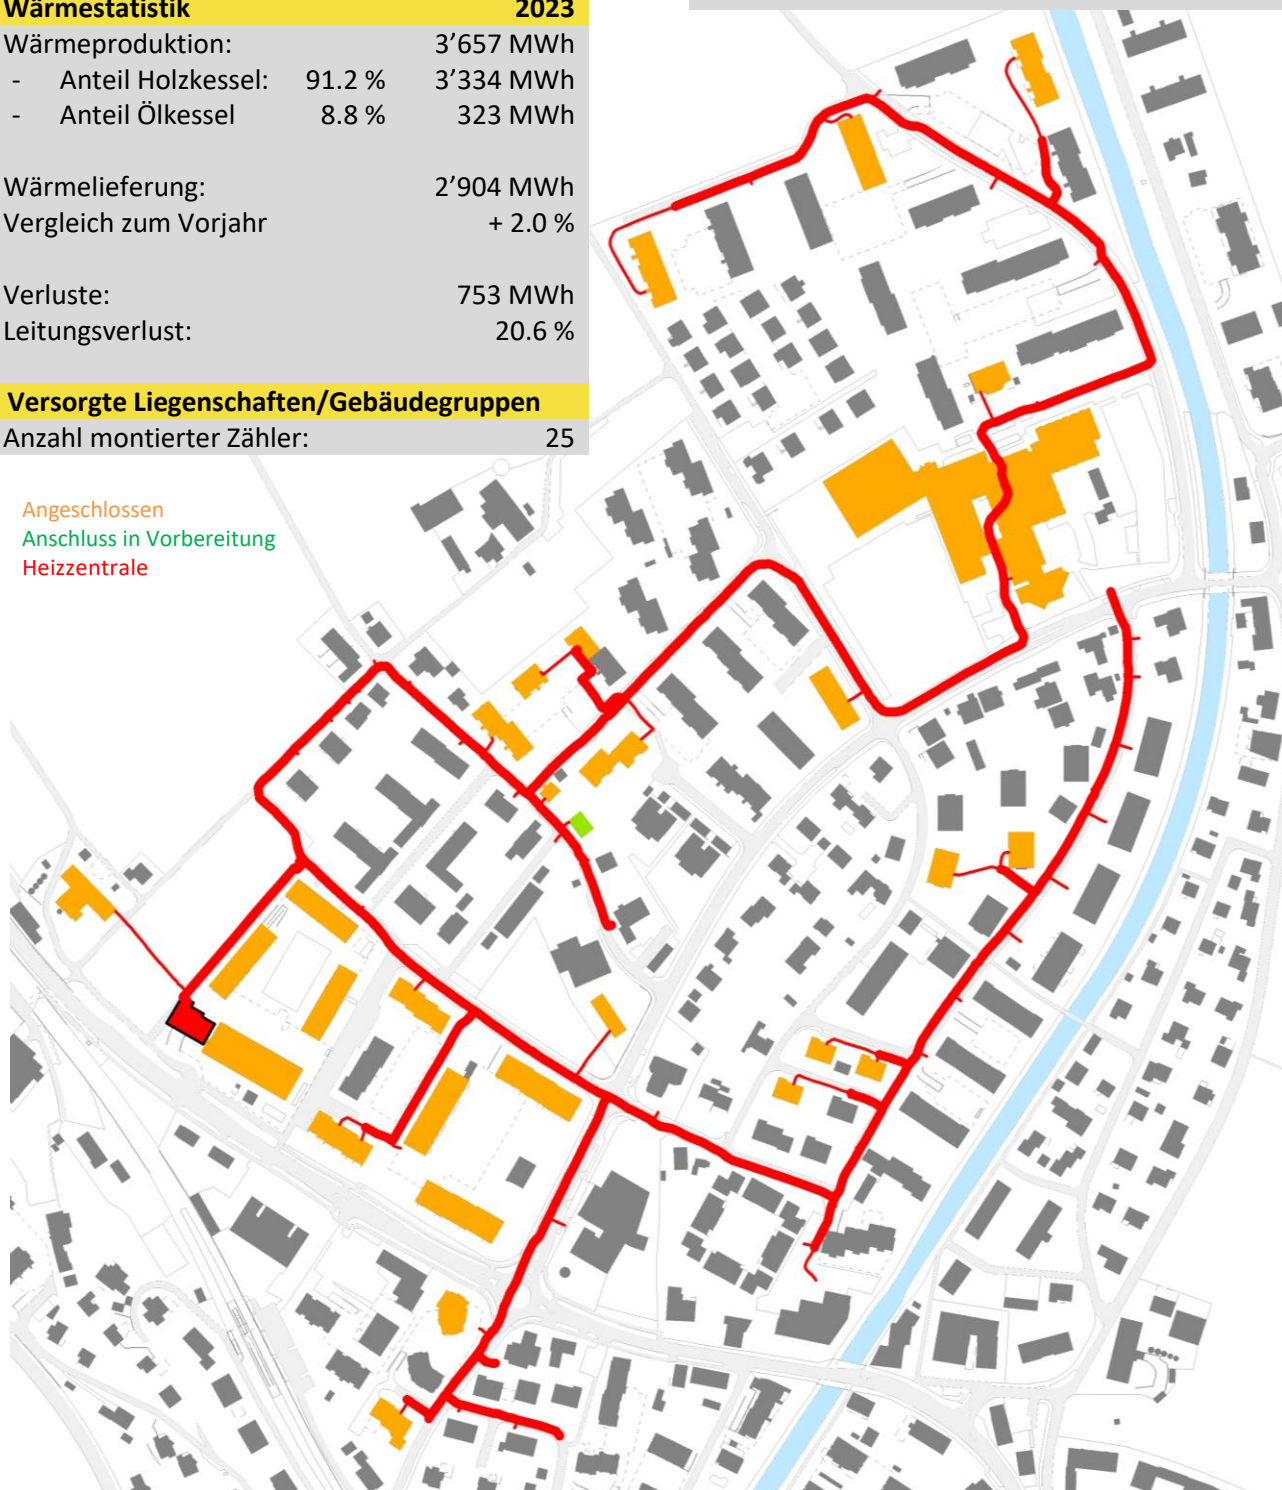 Wärmestatistik 2023
Wärmeproduktion: 3’657 MWh
- Anteil Holzkessel: 91.2 % 3’334 MWh
- Anteil Ölkessel 8.8 % 323 MWh
Wärmelieferung: 2’904 MWh
Vergleich zum Vorjahr + 2.0 %
Verluste: 753 MWh
Leitungsverlust: 20.6 %
Versorgte Liegenschaften/Gebäudegruppen
Anzahl montierter Zähler: 25
Angeschlossen
Anschluss in Vorbereitung
Heizzentrale